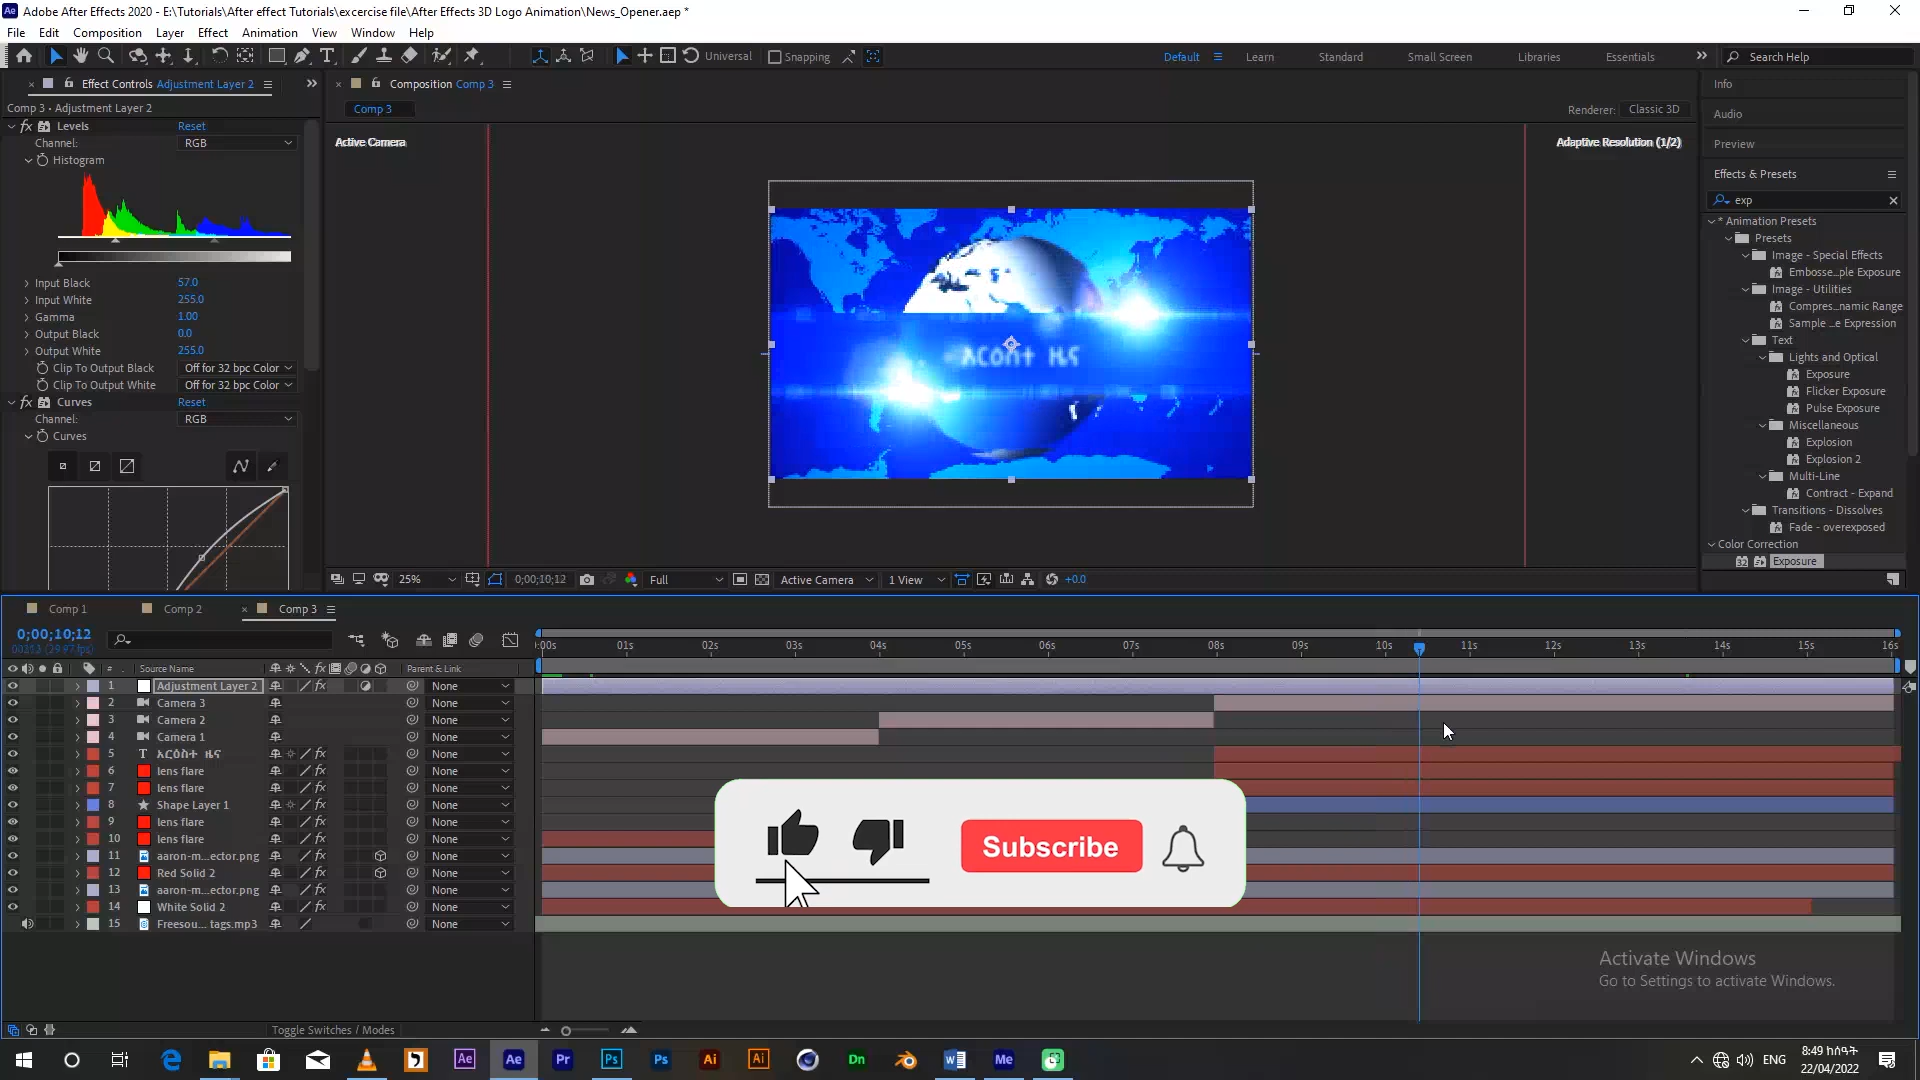 Adobe After Effects 2020 - E:\Tutorials\After effect Tutorials\excercise file\After Effects 3D Logo Animation\News_Opener.aep *
File Edit Composition Layer Effect Animation View Window Help
Universal Snapping Default Learn Standard Small Screen Libraries Essentials Search Help
Effect Controls Adjustment Layer 2
Comp 3 • Adjustment Layer 2
fx Levels Reset
Channel: RGB
Histogram
Input Black 57.0
Input White 255.0
Gamma 1.00
Output Black 0.0
Output White 255.0
Clip To Output Black Off for 32 bpc Color
Clip To Output White Off for 32 bpc Color
fx Curves Reset
Channel: RGB
Curves
Composition Comp 3
Comp 3
Renderer: Classic 3D
Active Camera
Adaptive Resolution (1/2)
25% 0;00;10;12 Full Active Camera 1 View +0.0
Info
Audio
Preview
Effects & Presets
exp
* Animation Presets
Presets
Image - Special Effects
Embosse...ple Exposure
Image - Utilities
Compres...namic Range
Sample ...e Expression
Text
Lights and Optical
Exposure
Flicker Exposure
Pulse Exposure
Miscellaneous
Explosion
Explosion 2
Multi-Line
Contract - Expand
Transitions - Dissolves
Fade - overexposed
Color Correction
32 Exposure
Comp 1 Comp 2 Comp 3
0;00;10;12
00312 (29.97 fps)
:00s 01s 02s 03s 04s 05s 06s 07s 08s 09s 10s 11s 12s 13s 14s 15s 16s
# Source Name Parent & Link
1 Adjustment Layer 2 None
2 Camera 3 None
3 Camera 2 None
4 Camera 1 None
5 T እርዕስተ ዜና None
6 lens flare None
7 lens flare None
8 Shape Layer 1 None
9 lens flare None
10 lens flare None
11 aaron-m...ector.png None
12 Red Solid 2 None
13 aaron-m...ector.png None
14 White Solid 2 None
15 Freesou... tags.mp3 None
Subscribe
Activate Windows
Go to Settings to activate Windows.
Toggle Switches / Modes
Ae Ae Pr Ps Ps Ai Ai Dn Me
ENG
8:49 ከሰዓት
22/04/2022